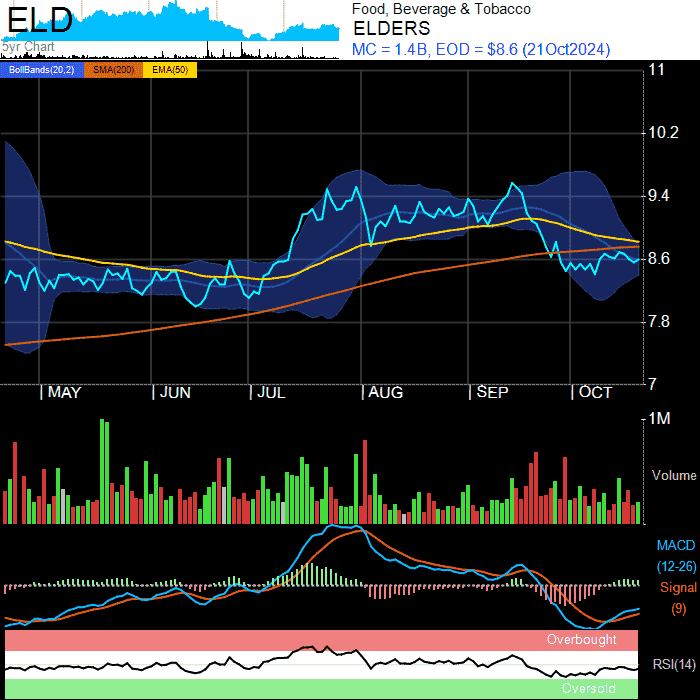 ELD
5yr Chart
Food, Beverage & Tobacco
ELDERS
MC = 1.4B, EOD = $8.6 (21Oct2024)
BollBands(20,2) SMA(200) EMA(50)
11
10.2
9.4
8.6
7.8
7
MAY JUN JUL AUG SEP OCT
1M
Volume
MACD
(12-26)
Signal
(9)
Overbought
RSI(14)
Oversold